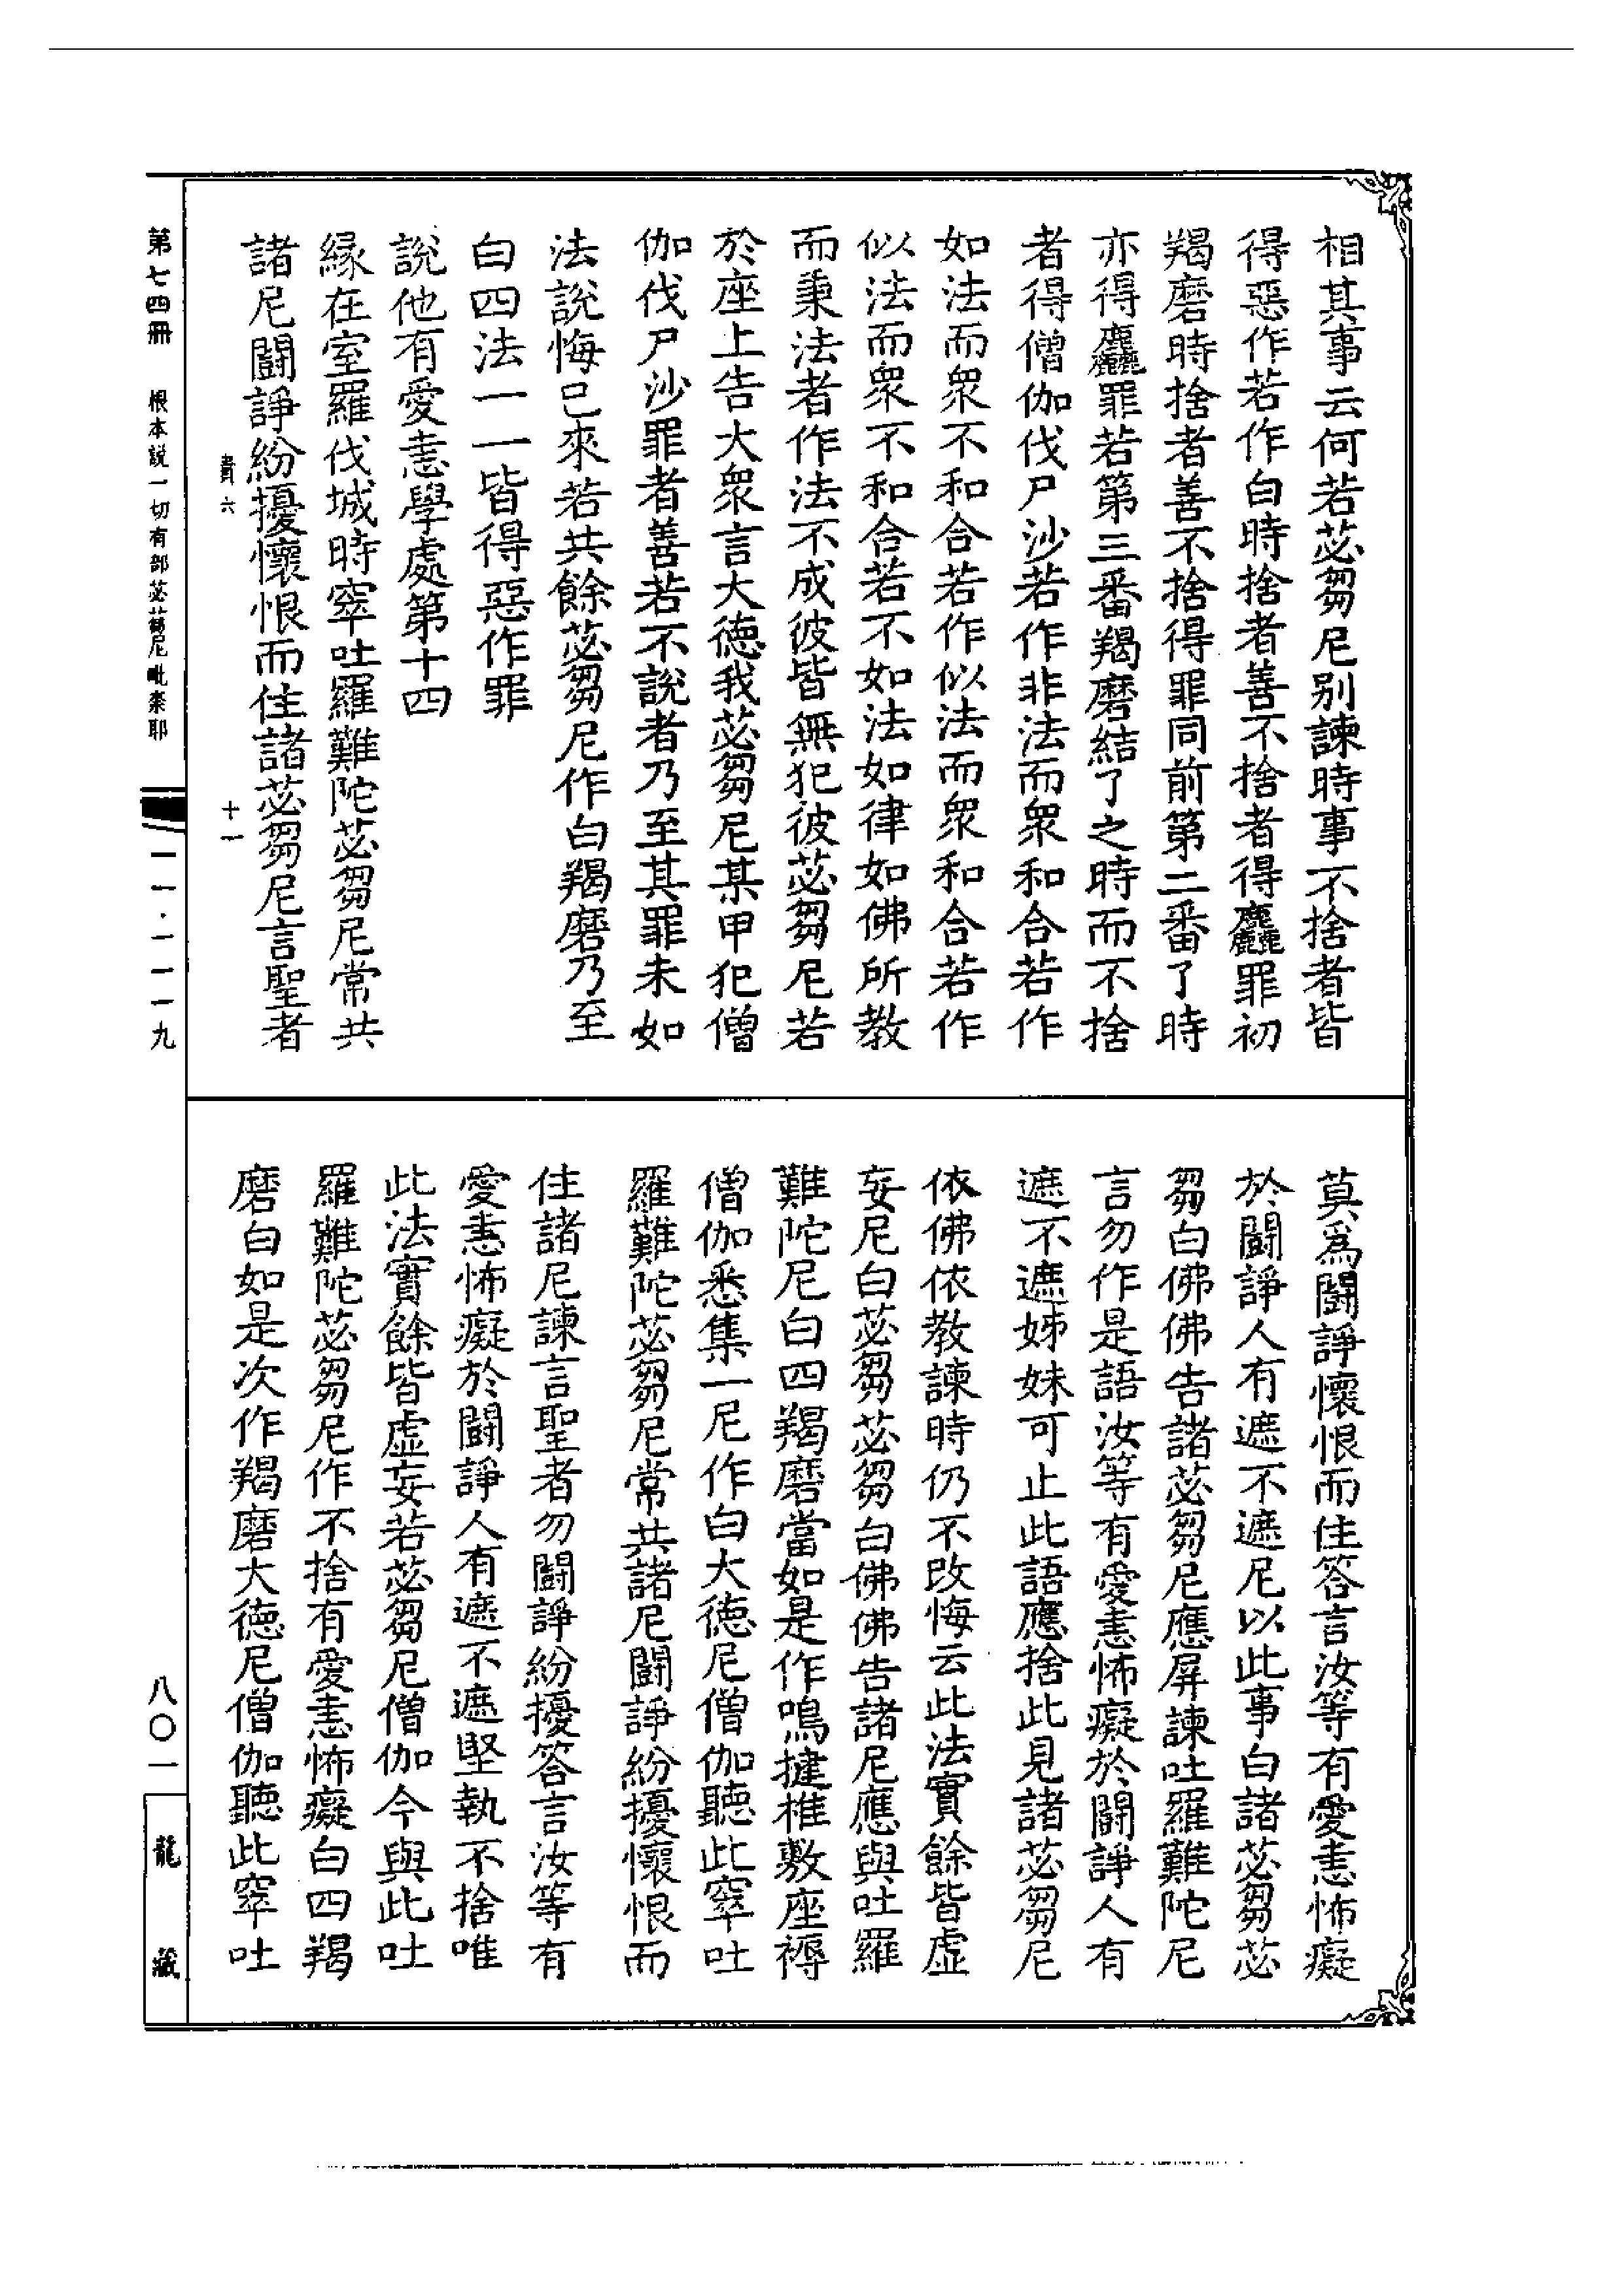 相其事云何若苾芻尼別諫時事不捨者皆
得惡作若作白時捨者善不捨者得麤罪初
羯磨時捨者善不捨得罪同前第二番了時
亦得麤罪若第三番羯磨結了之時而不捨
者得僧伽伐尸沙若作非法而衆和合若作
如法而衆不和合若作似法而衆和合若作
似法而衆不和合若不如法如律如佛所教
而秉法者作法不成彼皆無犯彼苾芻尼若
於座上告大衆言大德我苾芻尼某甲犯僧
伽伐尸沙罪者善若不說者乃至其罪未如
法說悔已來若共餘苾芻尼作白羯磨乃至
白四法一一皆得惡作罪
說他有愛恚學處第十四
緣在室羅伐城時窣吐羅難陀苾芻尼常共
諸尼鬪諍紛擾懷恨而住諸苾芻尼言聖者
莫爲鬪諍懷恨而住答言汝等有愛恚怖癡
於鬪諍人有遮不遮尼以此事白諸苾芻苾
芻白佛佛告諸苾芻尼應屏諫吐羅難陀尼
言勿作是語汝等有愛恚怖癡於鬪諍人有
遮不遮姊妹可止此語應捨此見諸苾芻尼
依佛依教諫時仍不改悔云此法實餘皆虛
妄尼白苾芻苾芻白佛佛告諸尼應與吐羅
難陀尼白四羯磨當如是作鳴揵椎敷座褥
僧伽悉集一尼作白大德尼僧伽聽此窣吐
羅難陀苾芻尼常共諸尼鬪諍紛擾懷恨而
住諸尼諫言聖者勿鬪諍紛擾答言汝等有
愛恚怖癡於鬪諍人有遮不遮堅執不捨唯
此法實餘皆虛妄若苾芻尼僧伽今與此吐
羅難陀苾芻尼作不捨有愛恚怖癡白四羯
磨白如是次作羯磨大德尼僧伽聽此窣吐
貴六 十一
第七四冊 根本説一切有部苾芻尼毗奈耶
一一·一一一九
八〇一
龍藏